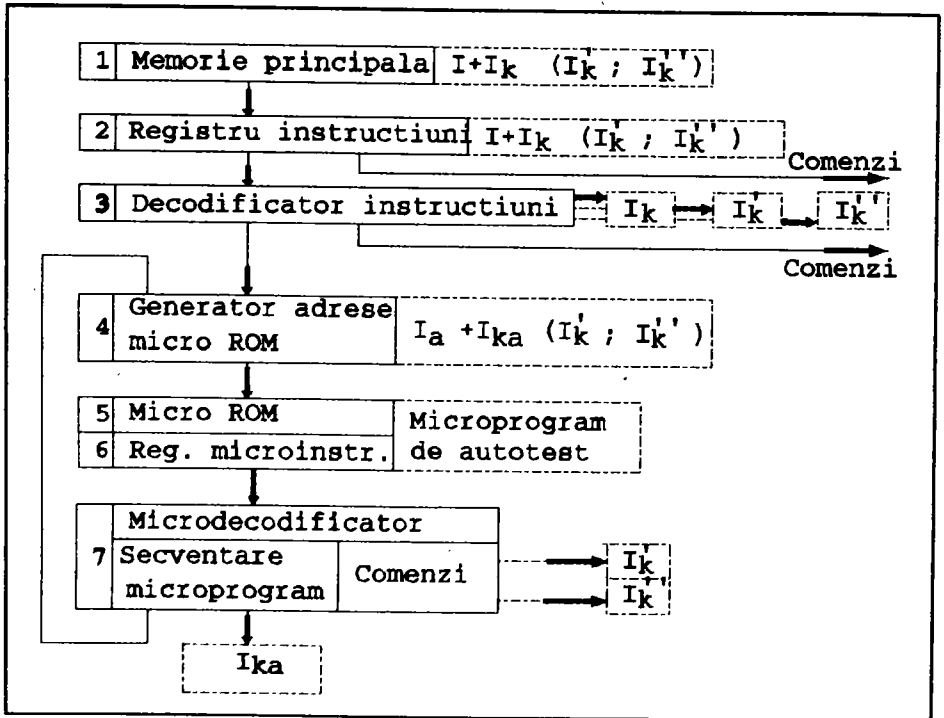 1 Memorie principala I+Ik (I'k ; I''k)
2 Registru instructiuni I+Ik (I'k ; I''k)
Comenzi
3 Decodificator instructiuni Ik I'k I''k
Comenzi
4 Generator adrese
micro ROM
Ia +Ika (I'k ; I''k)
5 Micro ROM
6 Reg. microinstr.
Microprogram
de autotest
7 Microdecodificator
Secventare
microprogram
Comenzi
I'k
I''k
Ika